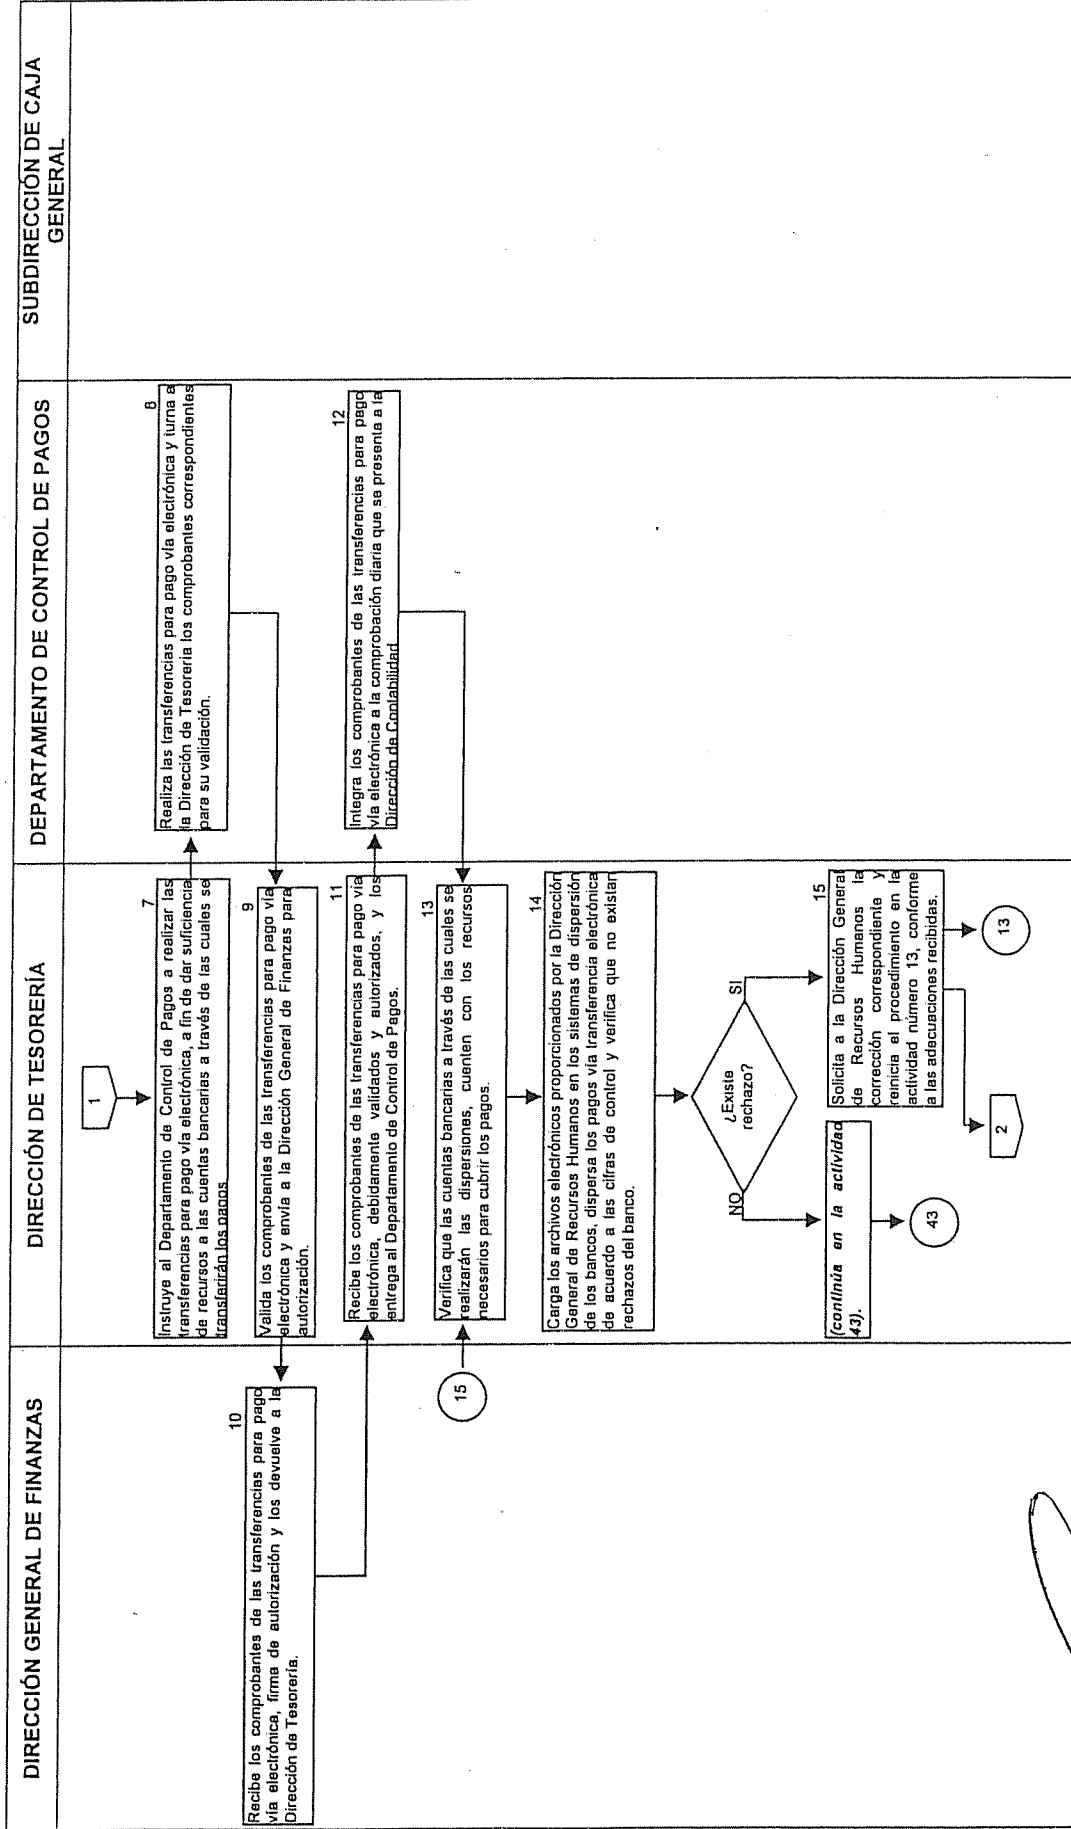 DIRECCIÓN GENERAL DE FINANZAS
DIRECCIÓN DE TESORERÍA
DEPARTAMENTO DE CONTROL DE PAGOS
SUBDIRECCIÓN DE CAJA
GENERAL
1
7
Instruye al Departamento de Control de Pagos a realizar las
transferencias para pago vía electrónica, a fin de dar suficiencia
de recursos a las cuentas bancarias a través de las cuales se
transferirán los pagos.
8
Realiza las transferencias para pago vía electrónica y turna a
la Dirección de Tesorería los comprobantes correspondientes
para su validación.
9
Valida los comprobantes de las transferencias para pago vía
electrónica y envía a la Dirección General de Finanzas para
autorización.
10
Recibe los comprobantes de las transferencias para pago
vía electrónica, firma de autorización y los devuelve a la
Dirección de Tesorería.
11
Recibe los comprobantes de las transferencias para pago vía
electrónica, debidamente validados y autorizados, y los
entrega al Departamento de Control de Pagos.
12
Integra los comprobantes de las transferencias para pago
vía electrónica a la comprobación diaria que se presenta a la
Dirección de Contabilidad
15
13
Verifica que las cuentas bancarias a través de las cuales se
realizarán las dispersiones, cuenten con los recursos
necesarios para cubrir los pagos.
14
Carga los archivos electrónicos proporcionados por la Dirección
General de Recursos Humanos en los sistemas de dispersión
de los bancos, dispersa los pagos vía transferencia electrónica
de acuerdo a las cifras de control y verifica que no existan
rechazos del banco.
¿Existe
rechazo?
NO
SI
(continúa en la actividad
43).
43
15
Solicita a la Dirección General
de Recursos Humanos la
corrección correspondiente y
reinicia el procedimiento en la
actividad número 13, conforme
a las adecuaciones recibidas.
2
13